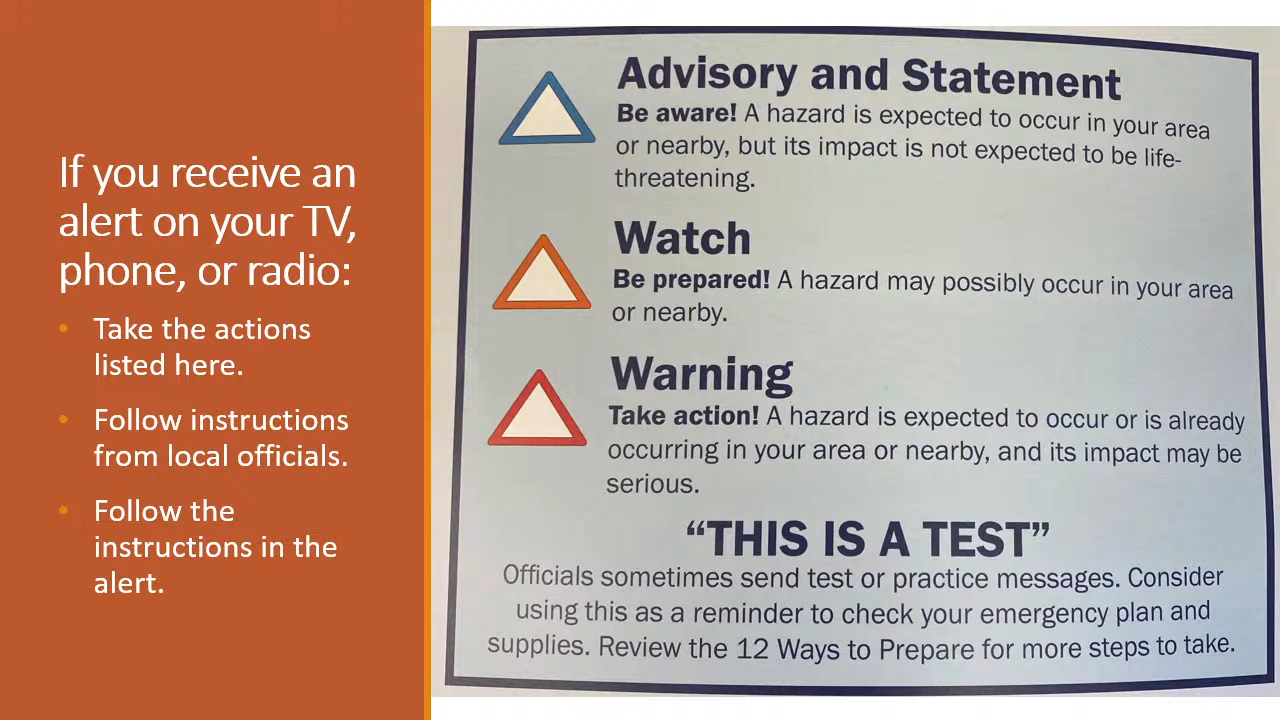 If you receive an
alert on your TV,
phone, or radio:
• Take the actions
listed here.
• Follow instructions
from local officials.
• Follow the
instructions in the
alert.
Advisory and Statement
Be aware! A hazard is expected to occur in your area
or nearby, but its impact is not expected to be life-
threatening.
Watch
Be prepared! A hazard may possibly occur in your area
or nearby.
Warning
Take action! A hazard is expected to occur or is already
occurring in your area or nearby, and its impact may be
serious.
“THIS IS A TEST”
Officials sometimes send test or practice messages. Consider
using this as a reminder to check your emergency plan and
supplies. Review the 12 Ways to Prepare for more steps to take.